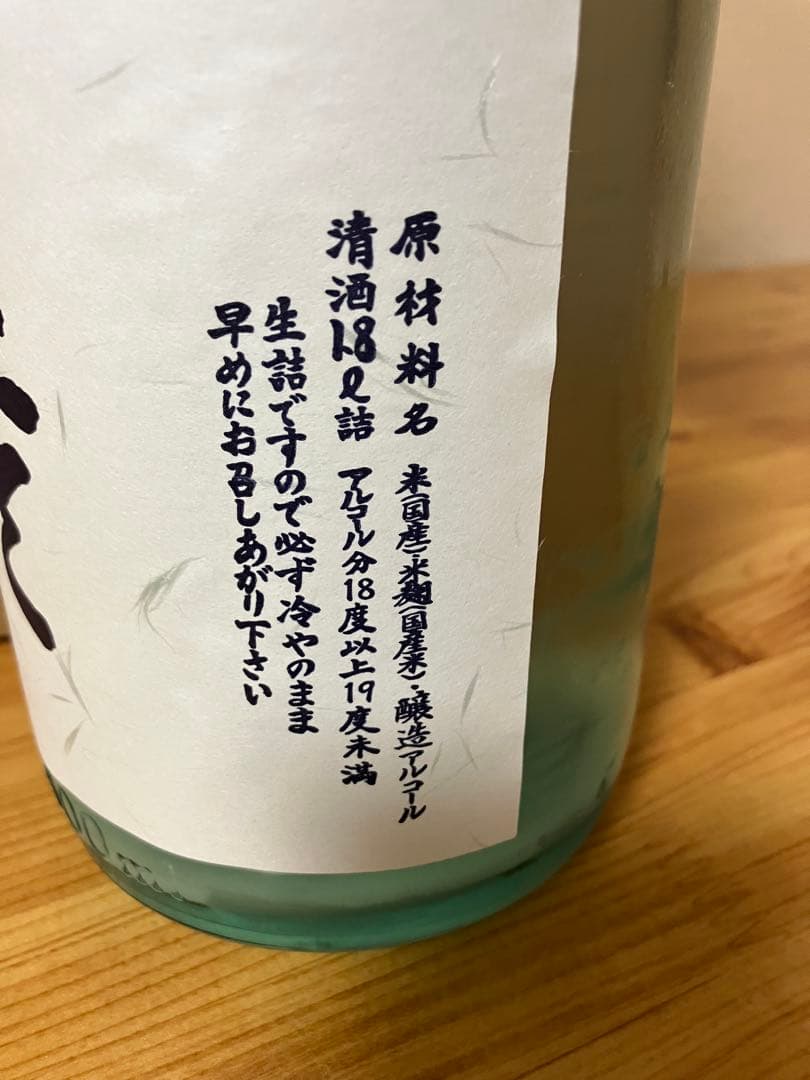 原材料名 米(国産)・米麹(国産米)・醸造アルコール
清酒1.8ℓ詰 アルコール分18度以上19度未満
生詰ですので必ず冷やのまま
早めにお召しあがり下さい